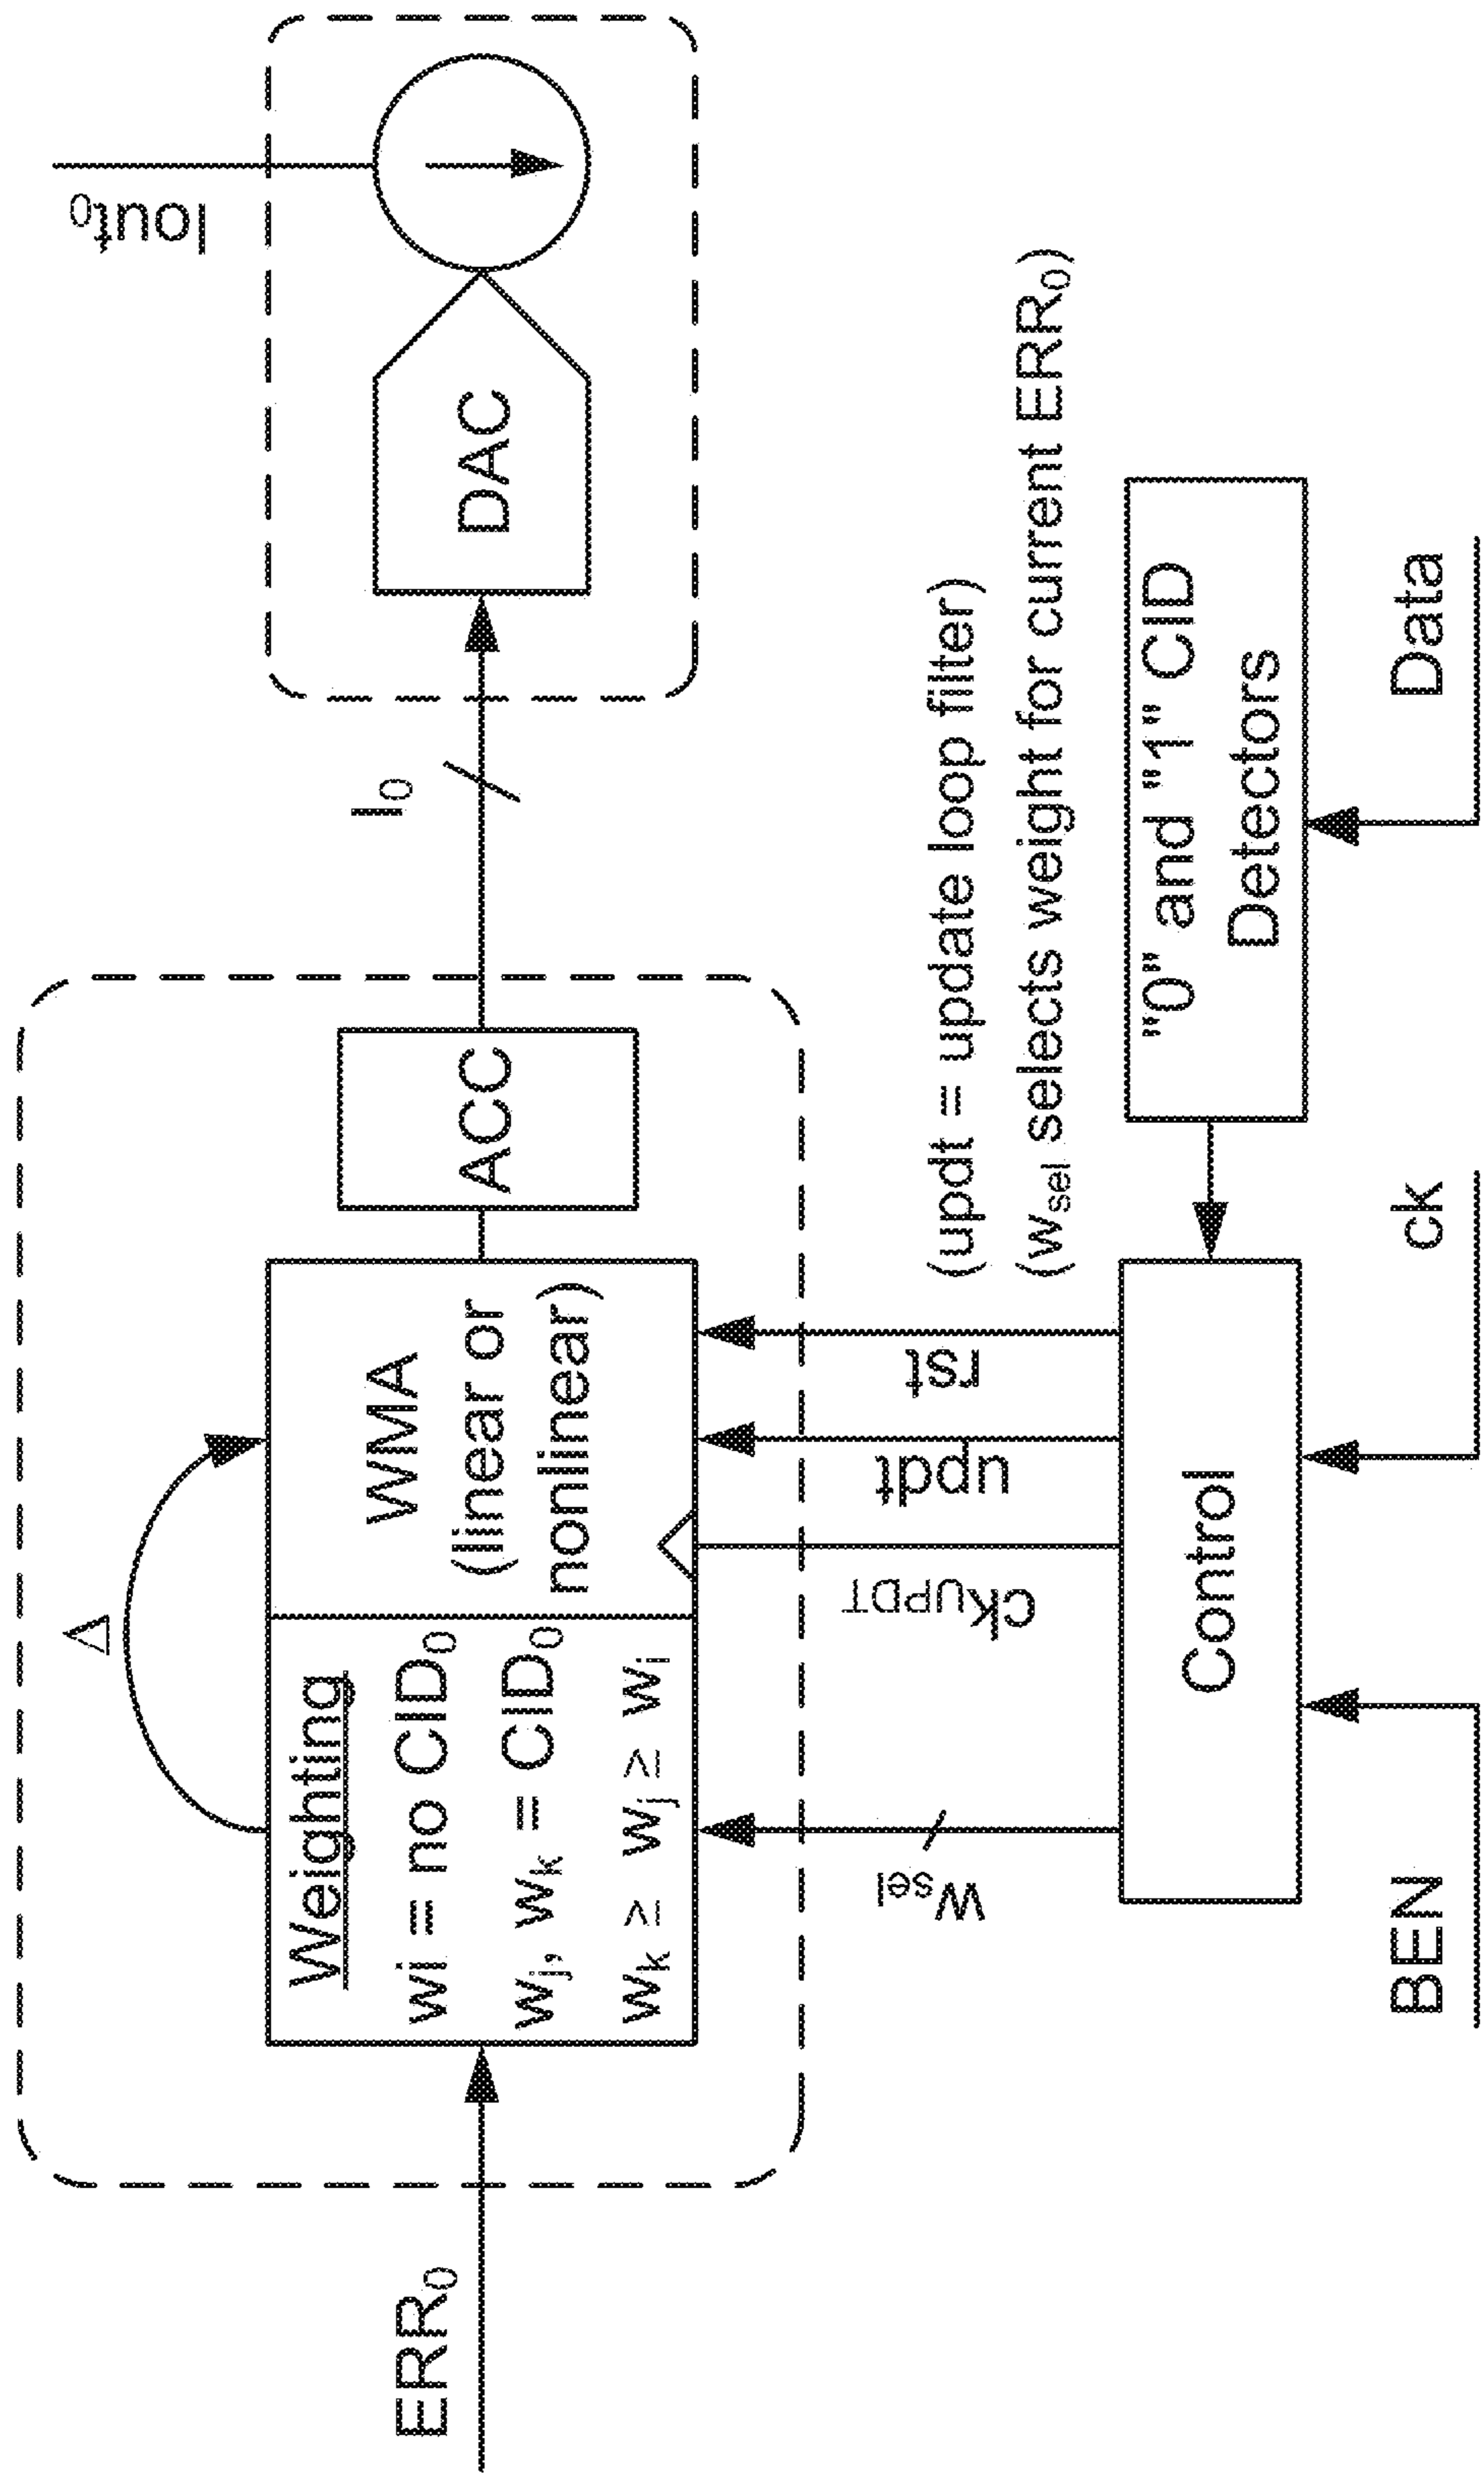 Iout₀
Δ
Weighting
wi = no CID₀
wⱼ, wₖ = CID₀
wₖ ≥ wⱼ ≥ wᵢ
WMA
(linear or
nonlinear)
ACC
I₀
DAC
ERR₀
Wsel
ckUPDT
updt
rst
(updt = update loop filter)
(wsel selects weight for current ERR₀)
Control
"0" and "1" CID
Detectors
BEN
ck
Data